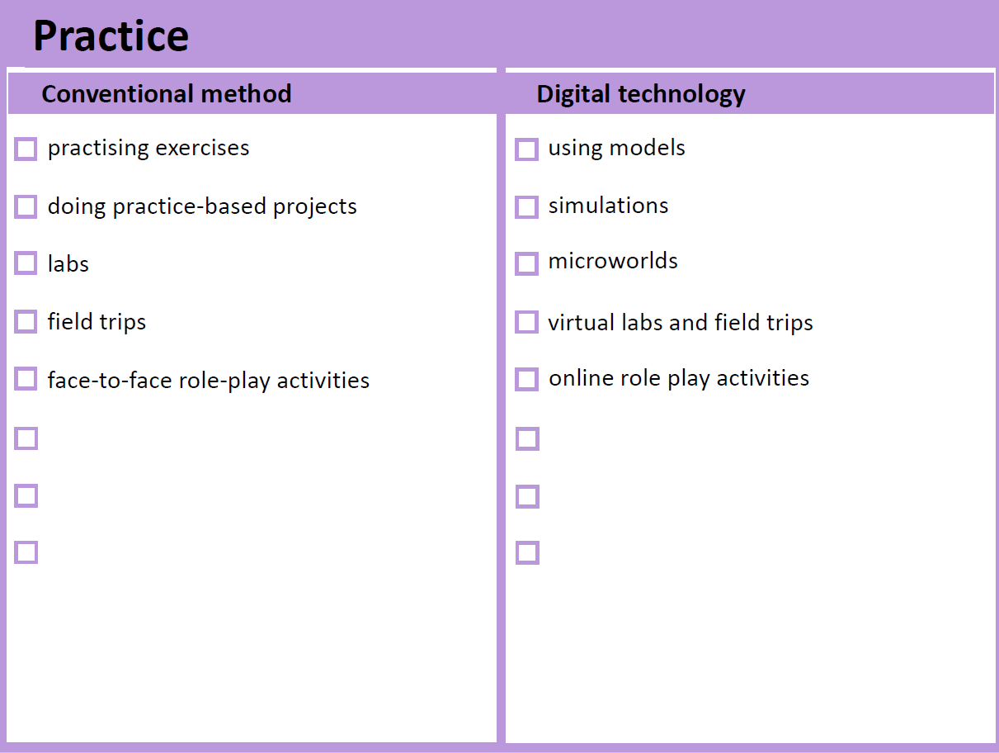 Practice
Conventional method
practising exercises
doing practice-based projects
labs
field trips
face-to-face role-play activities
Digital technology
using models
simulations
microworlds
virtual labs and field trips
online role play activities